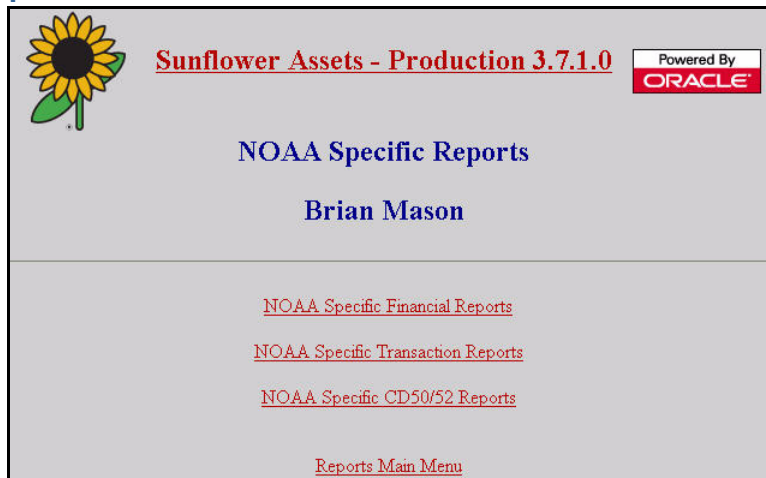 Sunflower Assets - Production 3.7.1.0
Powered By
ORACLE
NOAA Specific Reports
Brian Mason
NOAA Specific Financial Reports
NOAA Specific Transaction Reports
NOAA Specific CD50/52 Reports
Reports Main Menu